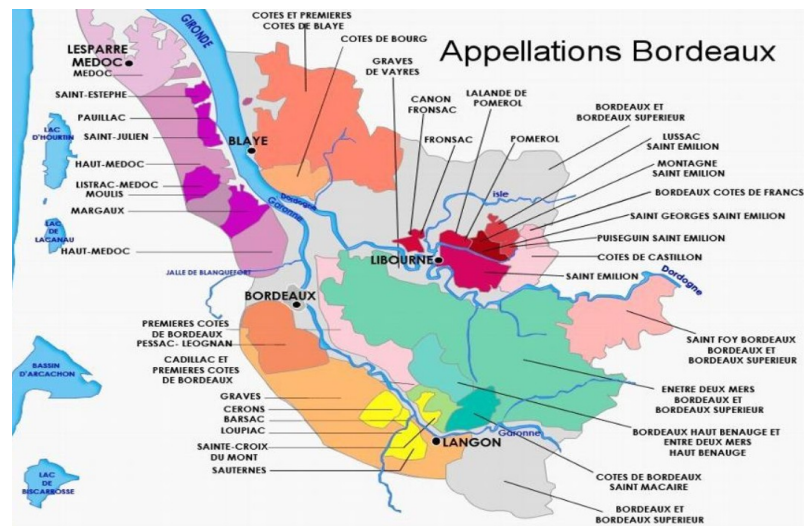 Appellations Bordeaux
COTES ET PREMIERES
COTES DE BLAYE
COTES DE BOURG
GIRONDE
LESPARRE
MEDOC
MEDOC
SAINT-ESTEPHE
PAUILLAC
SAINT-JULIEN
HAUT-MEDOC
LISTRAC-MEDOC
MOULIS
MARGAUX
HAUT-MEDOC
LAC
D'HOURTIN
LAC
DE
LACANAU
BLAYE
Dordogne
Garonne
GRAVES
DE VAYRES
CANON
FRONSAC
FRONSAC
LALANDE DE
POMEROL
POMEROL
BORDEAUX ET
BORDEAUX SUPERIEUR
LUSSAC
SAINT EMILION
MONTAGNE
SAINT EMILION
BORDEAUX COTES DE FRANCS
SAINT GEORGES SAINT EMILION
PUISEGUIN SAINT EMILION
COTES DE CASTILLON
SAINT EMILION
isle
LIBOURNE
Dordogne
JALLE DE BLANQUEFORT
BORDEAUX
PREMIERES COTES
DE BORDEAUX
PESSAC- LEOGNAN
CADILLAC ET
PREMIERES COTES
DE BORDEAUX
GRAVES
CERONS
BARSAC
LOUPIAC
SAINTE-CROIX
DU MONT
SAUTERNES
BASSIN
D'ARCACHON
LAC
DE
BISCARROSSE
LANGON
Garonne
SAINT FOY BORDEAUX
BORDEAUX ET
BORDEAUX SUPERIEUR
ENETRE DEUX MERS
BORDEAUX ET
BORDEAUX SUPERIEUR
BORDEAUX HAUT BENAUGE ET
ENTRE DEUX MERS
HAUT BENAUGE
COTES DE BORDEAUX
SAINT MACAIRE
BORDEAUX ET
BORDEAUX SUPERIEUR